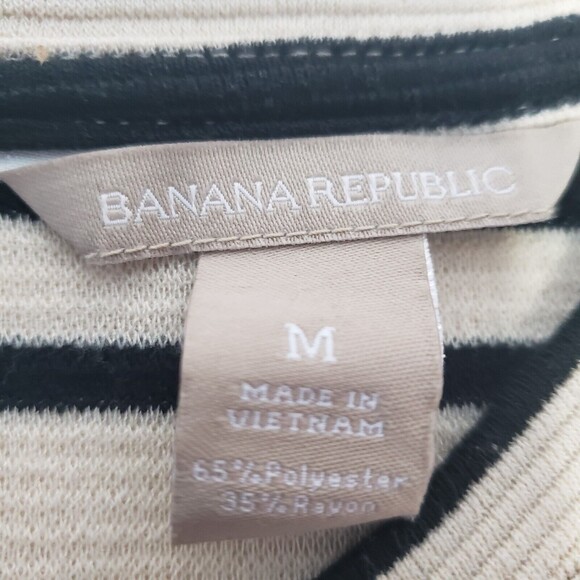 BANANA REPUBLIC
M
MADE IN
VIETNAM
65% Polyester
35% Rayon